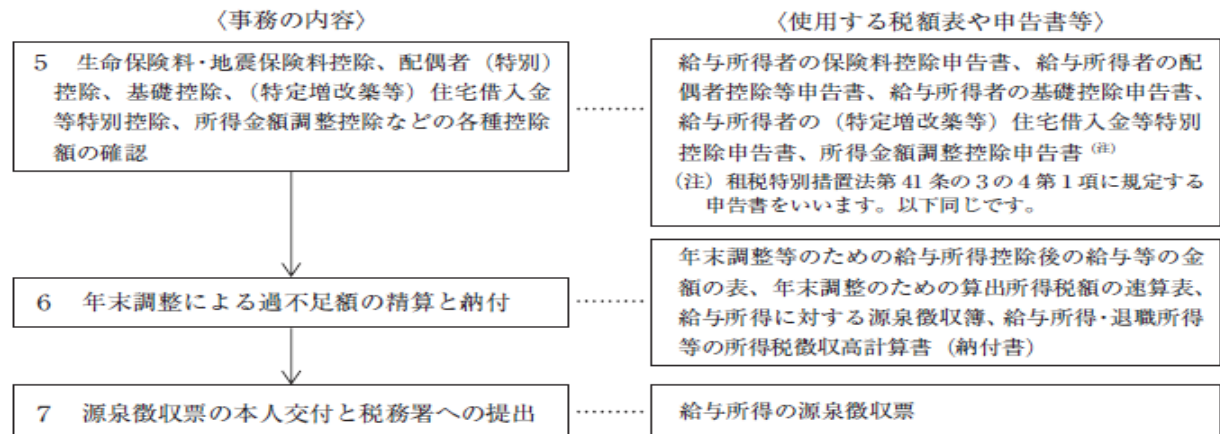 〈事務の内容〉
5 生命保険料・地震保険料控除、配偶者（特別）
控除、基礎控除、（特定増改築等）住宅借入金
等特別控除、所得金額調整控除などの各種控除
額の確認
6 年末調整による過不足額の精算と納付
7 源泉徴収票の本人交付と税務署への提出
〈使用する税額表や申告書等〉
給与所得者の保険料控除申告書、給与所得者の配
偶者控除等申告書、給与所得者の基礎控除申告書、
給与所得者の（特定増改築等）住宅借入金等特別
控除申告書、所得金額調整控除申告書（注）
（注）租税特別措置法第 41 条の３の４第１項に規定する
申告書をいいます。以下同じです。
年末調整等のための給与所得控除後の給与等の金
額の表、年末調整のための算出所得税額の速算表、
給与所得に対する源泉徴収簿、給与所得・退職所得
等の所得税徴収高計算書（納付書）
給与所得の源泉徴収票